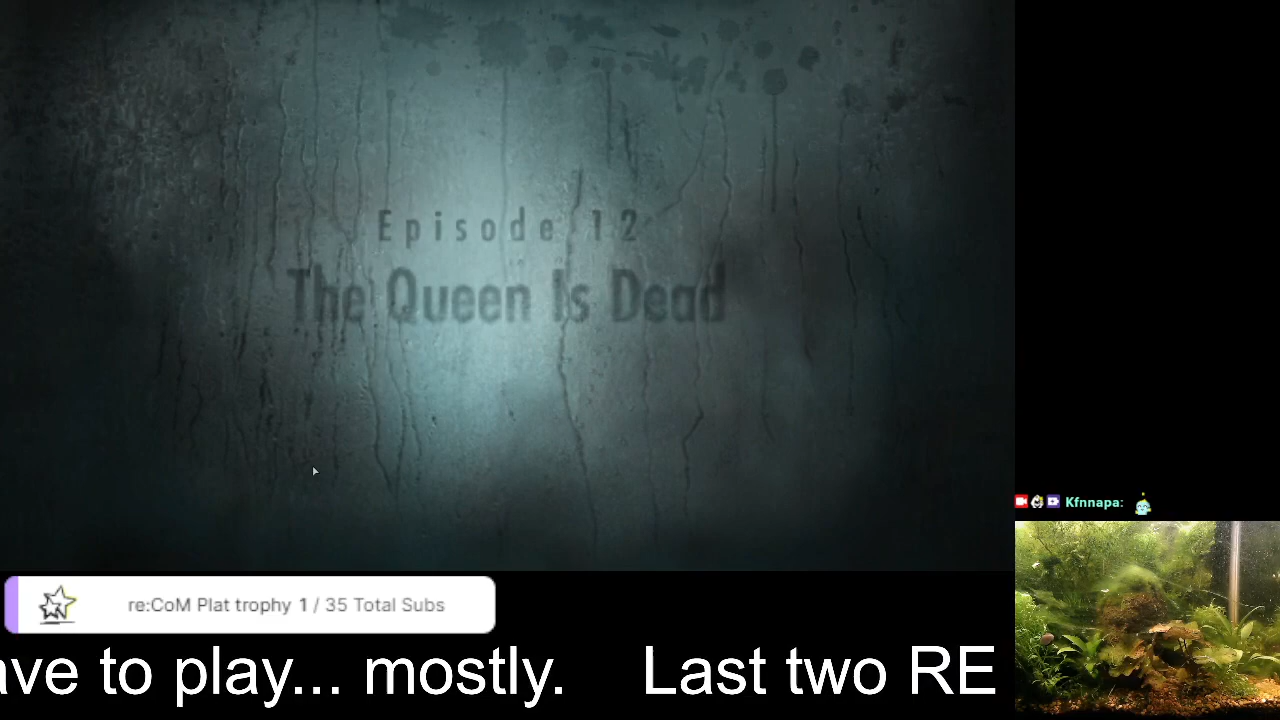 Episode 12
The Queen Is Dead
Kfnnapa:
re:CoM Plat trophy 1 / 35 Total Subs
ave to play... mostly. Last two RE